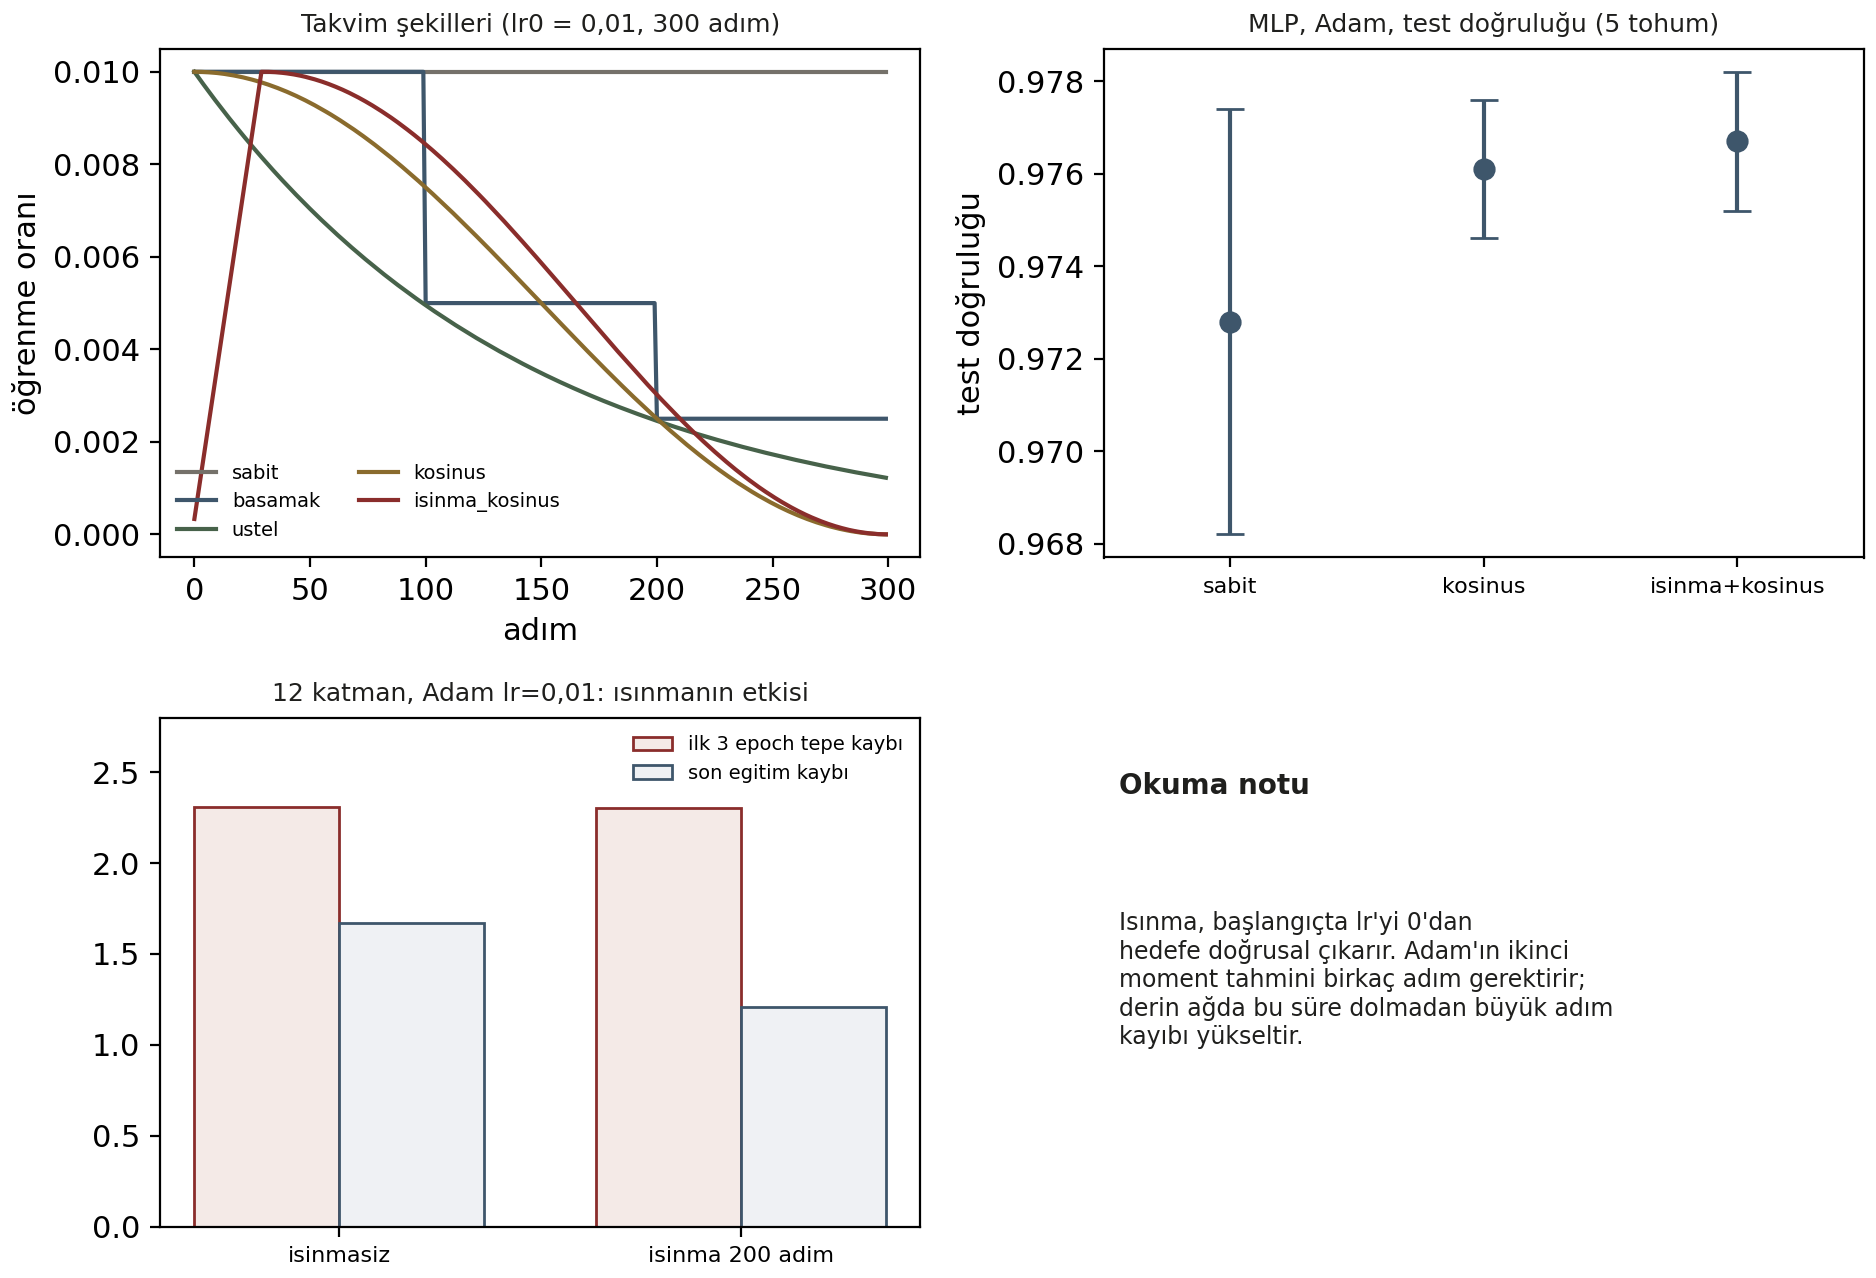 Takvim şekilleri (lr0 = 0,01, 300 adım)
öğrenme oranı
0.010
0.008
0.006
0.004
0.002
0.000
sabit
basamak
ustel
kosinus
isinma_kosinus
0 50 100 150 200 250 300
adım
MLP, Adam, test doğruluğu (5 tohum)
test doğruluğu
0.978
0.976
0.974
0.972
0.970
0.968
sabit kosinus isinma+kosinus
12 katman, Adam lr=0,01: ısınmanın etkisi
2.5
2.0
1.5
1.0
0.5
0.0
ilk 3 epoch tepe kaybı
son egitim kaybı
isinmasiz isinma 200 adim
Okuma notu
Isınma, başlangıçta lr'yi 0'dan
hedefe doğrusal çıkarır. Adam'ın ikinci
moment tahmini birkaç adım gerektirir;
derin ağda bu süre dolmadan büyük adım
kayıbı yükseltir.